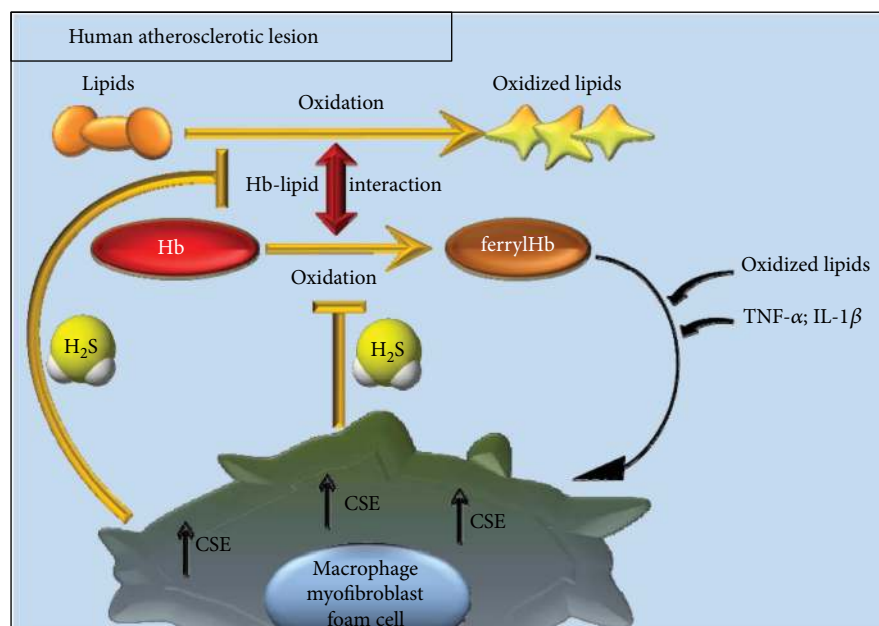 Human atherosclerotic lesion
Lipids
Oxidized lipids
Oxidation
Hb-lipid interaction
Hb
ferrylHb
Oxidation
Oxidized lipids
TNF-α; IL-1β
H₂S
H₂S
CSE
CSE
CSE
Macrophage
myofibroblast
foam cell